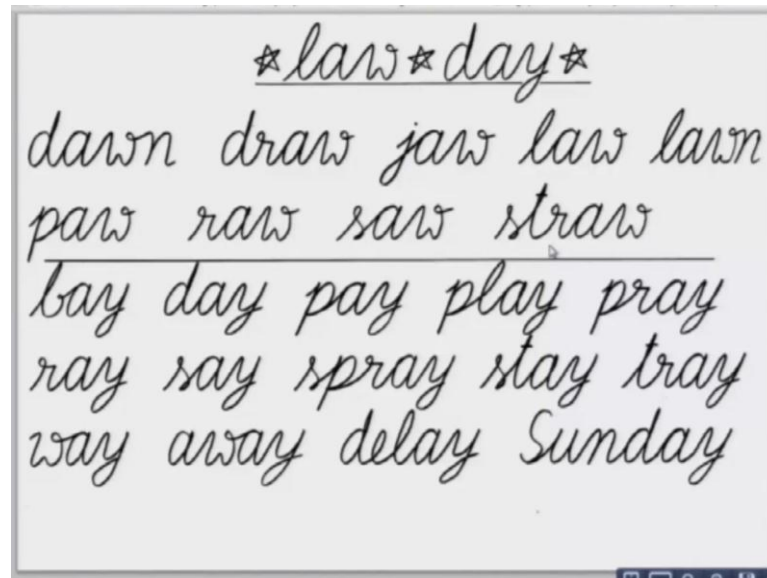 ☆law☆day☆
dawn draw jaw law lawn
paw raw saw straw
bay day pay play pray
ray say spray stay tray
way away delay Sunday